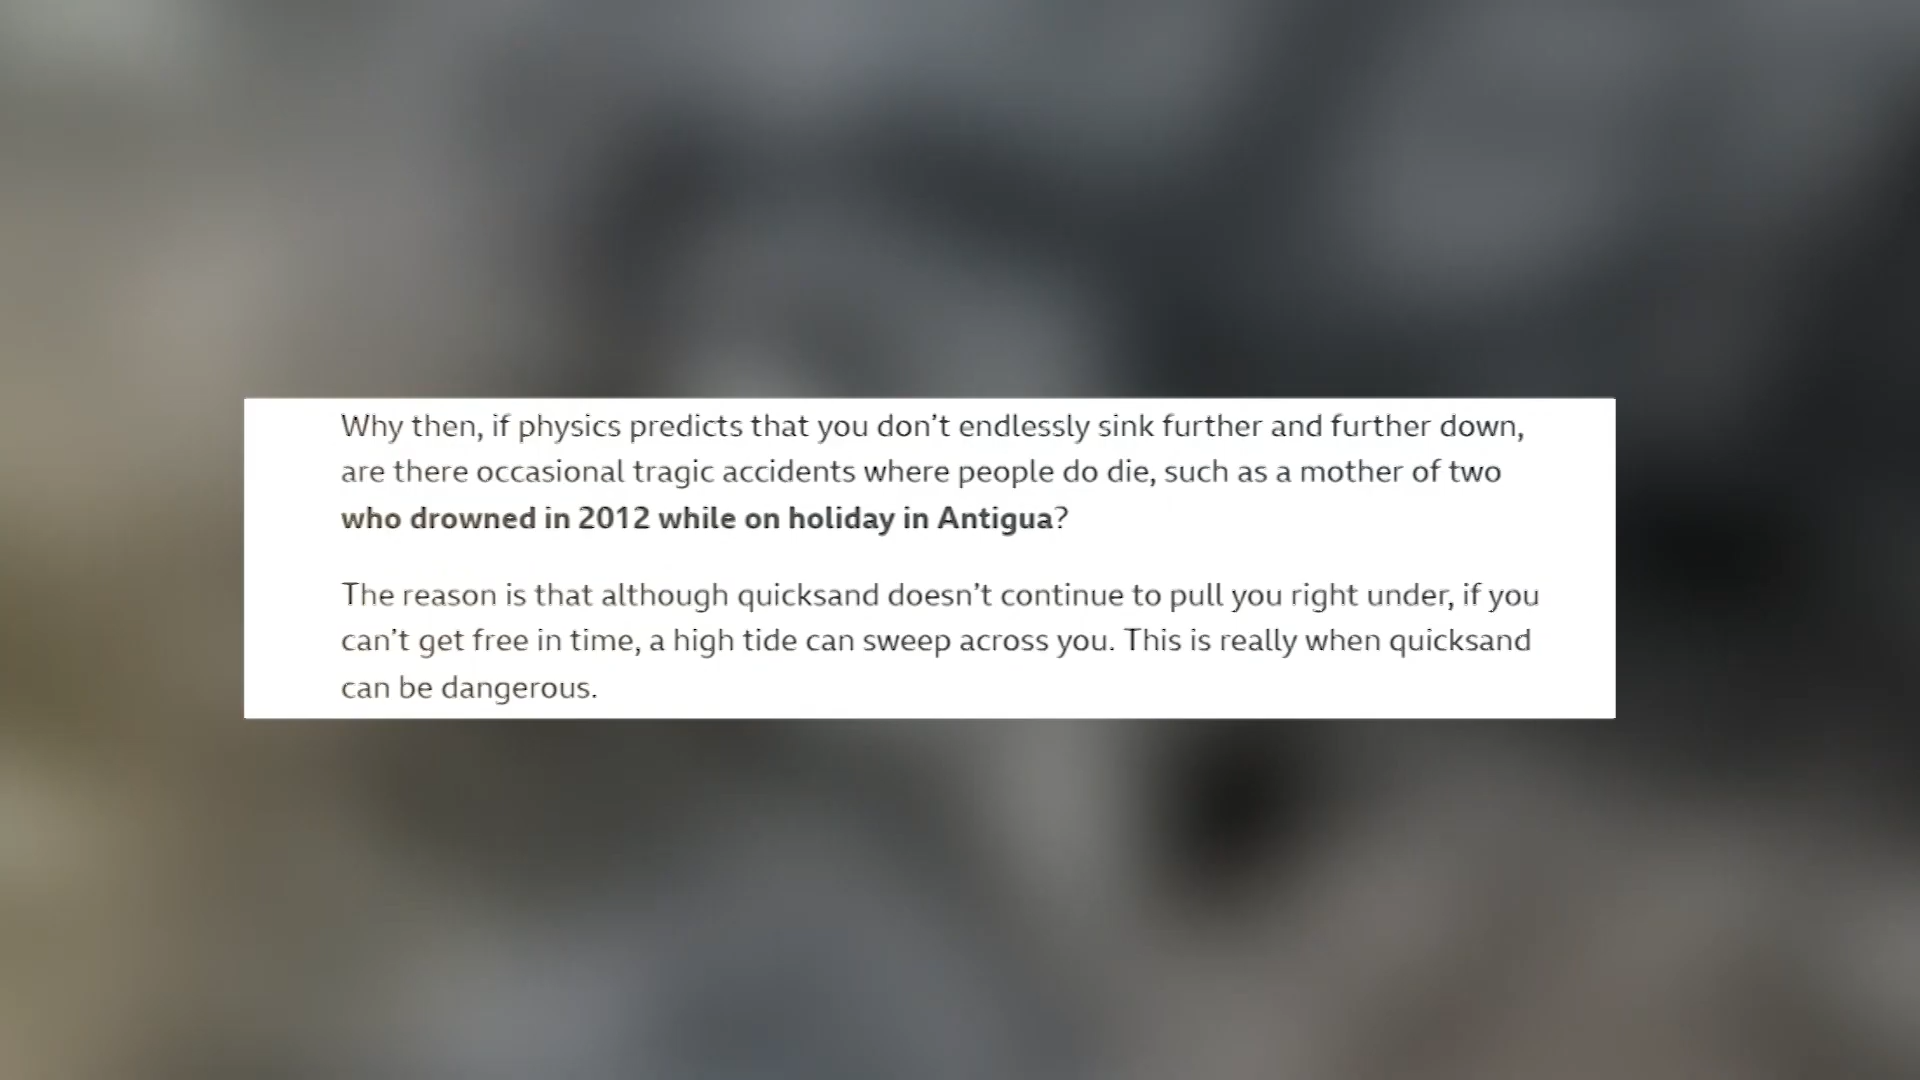 Why then, if physics predicts that you don’t endlessly sink further and further down,
are there occasional tragic accidents where people do die, such as a mother of two
who drowned in 2012 while on holiday in Antigua?
The reason is that although quicksand doesn’t continue to pull you right under, if you
can’t get free in time, a high tide can sweep across you. This is really when quicksand
can be dangerous.